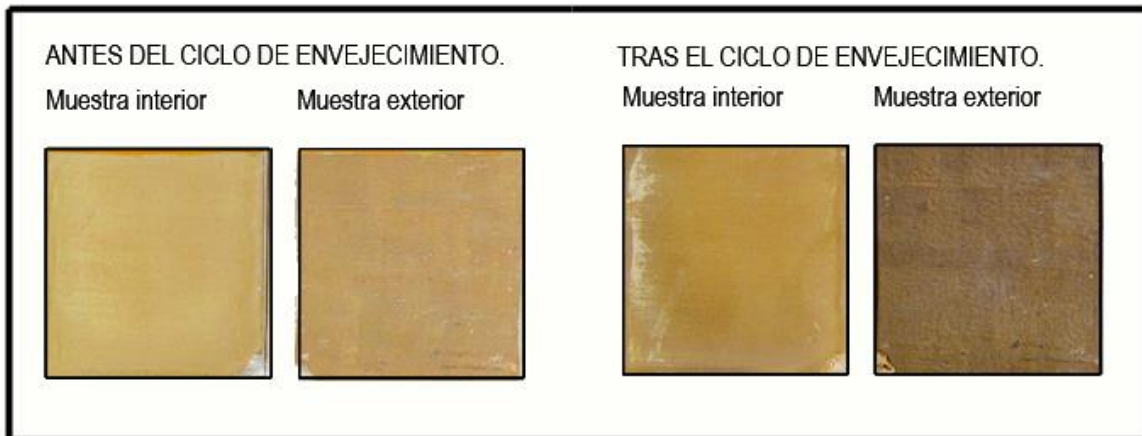 ANTES DEL CICLO DE ENVEJECIMIENTO.
Muestra interior Muestra exterior
TRAS EL CICLO DE ENVEJECIMIENTO.
Muestra interior Muestra exterior